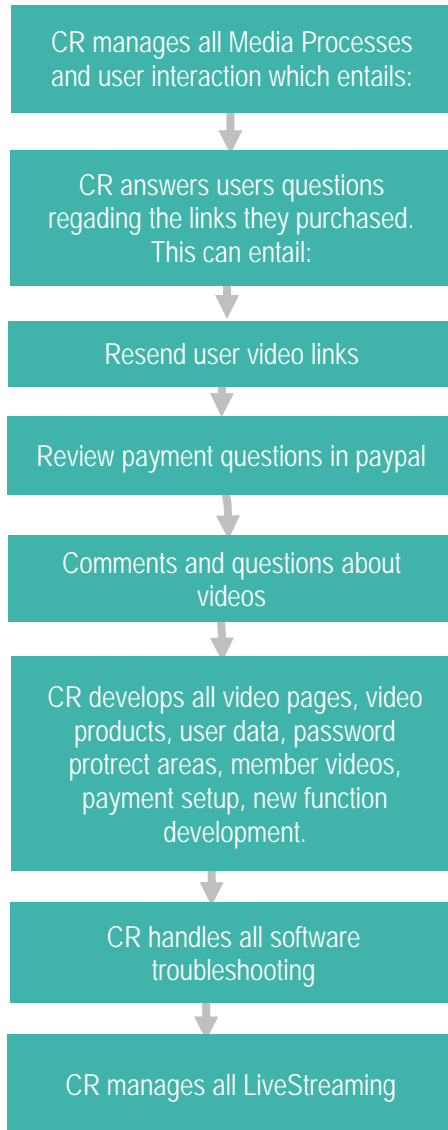 CR manages all Media Processes
and user interaction which entails:
CR answers users questions
regading the links they purchased.
This can entail:
Resend user video links
Review payment questions in paypal
Comments and questions about
videos
CR develops all video pages, video
products, user data, password
protrect areas, member videos,
payment setup, new function
development.
CR handles all software
troubleshooting
CR manages all LiveStreaming